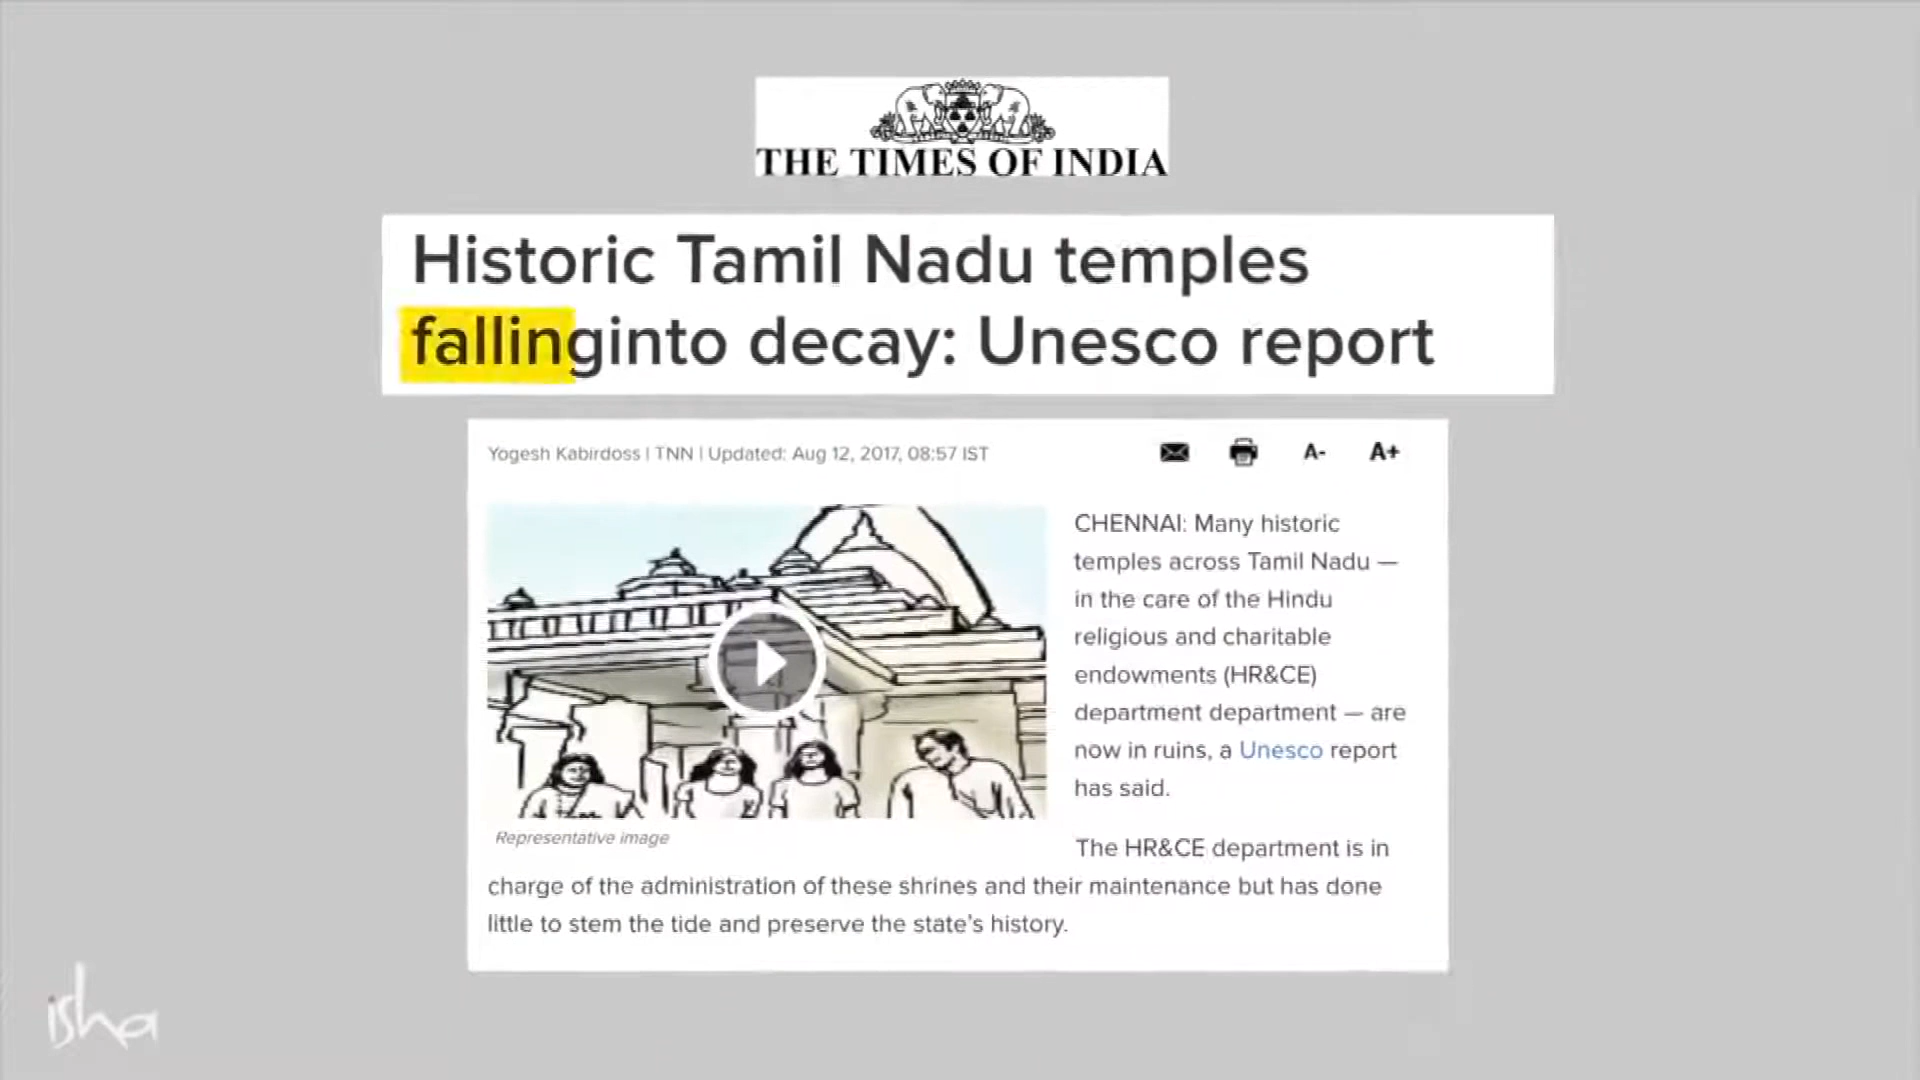 THE TIMES OF INDIA
Historic Tamil Nadu temples
fallinginto decay: Unesco report
Yogesh Kabirdoss | TNN | Updated: Aug 12, 2017, 08:57 IST
A-
A+
CHENNAI: Many historic
temples across Tamil Nadu —
in the care of the Hindu
religious and charitable
endowments (HR&CE)
department department — are
now in ruins, a Unesco report
has said.
Representative image
The HR&CE department is in
charge of the administration of these shrines and their maintenance but has done
little to stem the tide and preserve the state's history.
isha